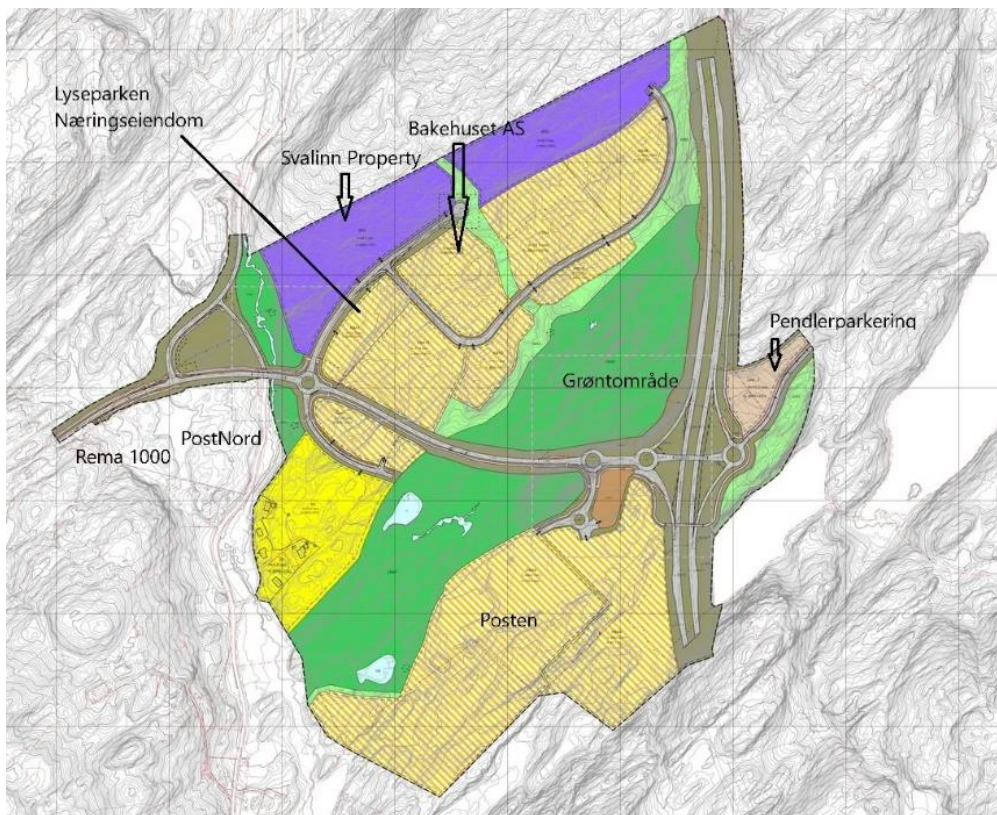 Lyseparken
Næringseiendom
Bakehuset AS
Svalinn Property
Pendlerparkering
Grøntområde
PostNord
Rema 1000
Posten